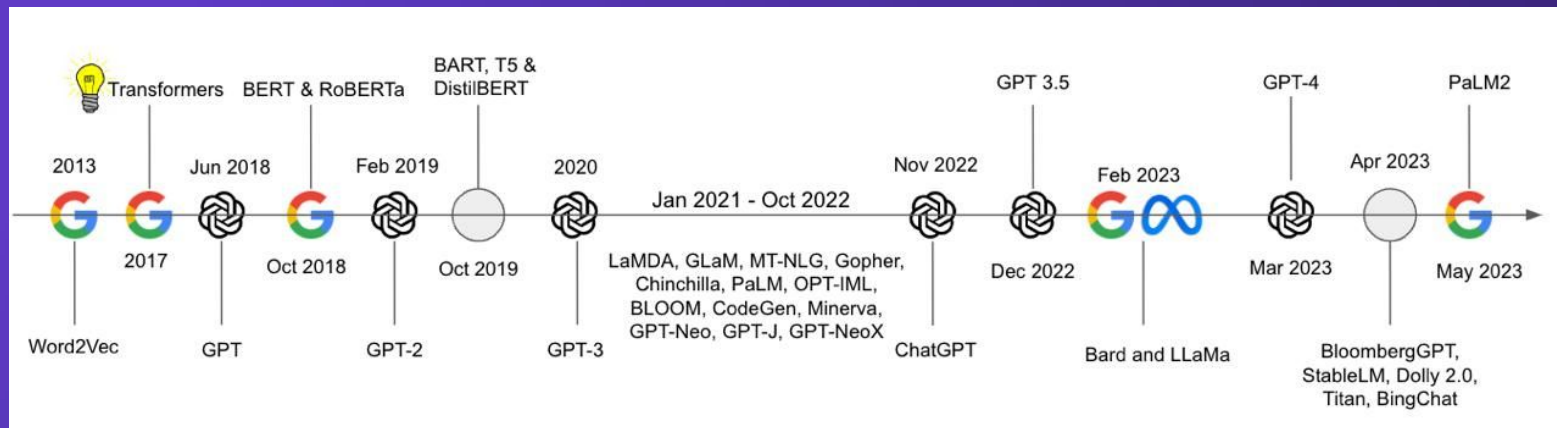 Transformers
BERT & RoBERTa
BART, T5 &
DistilBERT
GPT 3.5
GPT-4
PaLM2
2013
Jun 2018
Feb 2019
2020
Nov 2022
Feb 2023
Apr 2023
Jan 2021 - Oct 2022
2017
Oct 2018
Oct 2019
Dec 2022
Mar 2023
May 2023
LaMDA, GLaM, MT-NLG, Gopher,
Chinchilla, PaLM, OPT-IML,
BLOOM, CodeGen, Minerva,
GPT-Neo, GPT-J, GPT-NeoX
Word2Vec
GPT
GPT-2
GPT-3
ChatGPT
Bard and LLaMa
BloombergGPT,
StableLM, Dolly 2.0,
Titan, BingChat